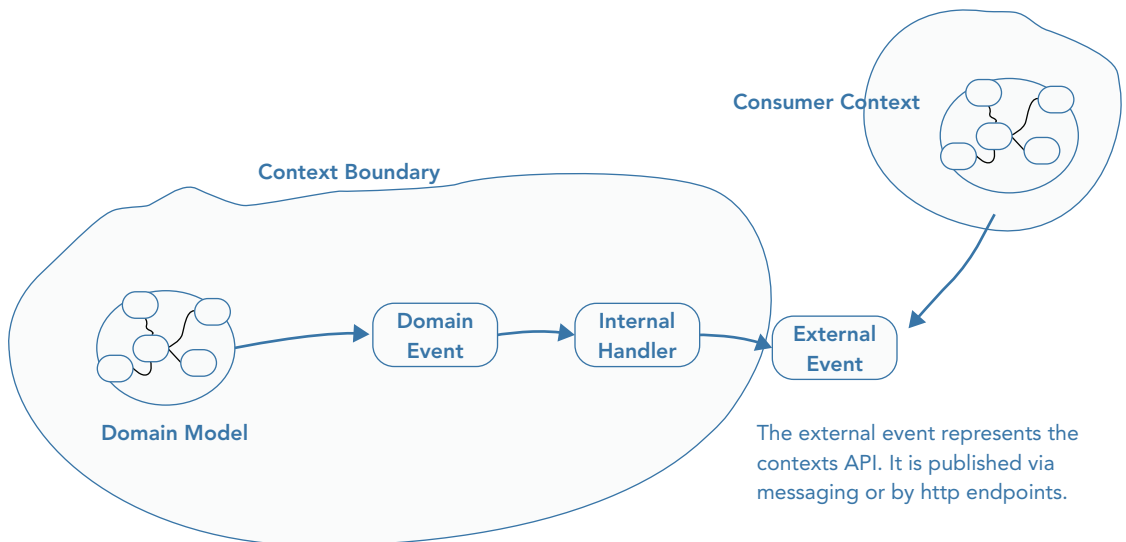 Consumer Context
Context Boundary
Domain
Event
Internal
Handler
External
Event
Domain Model
The external event represents the
contexts API. It is published via
messaging or by http endpoints.